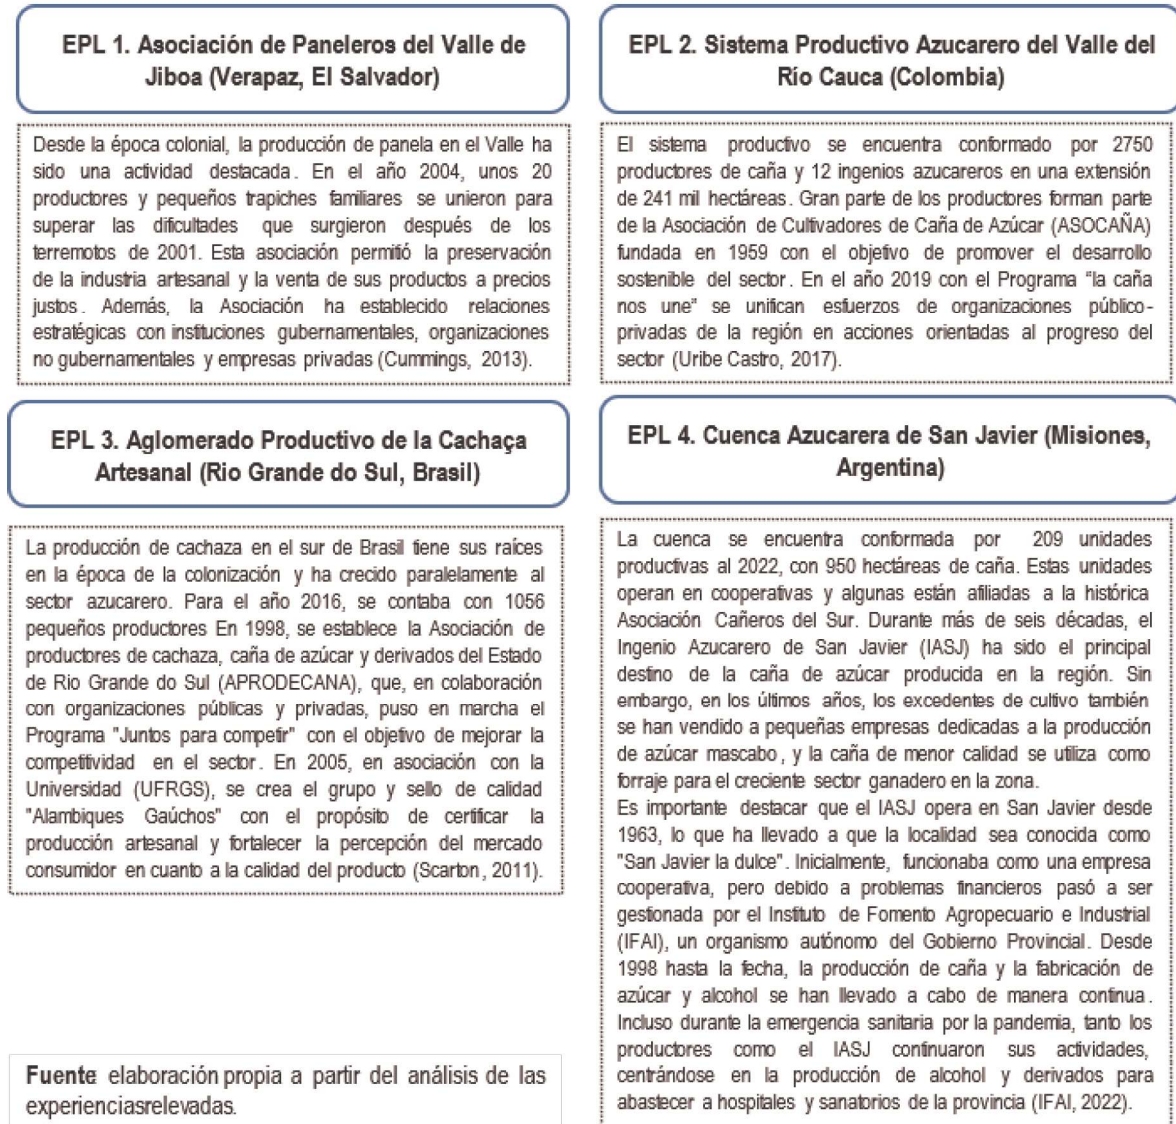 EPL 1. Asociación de Paneleros del Valle de
Jiboa (Verapaz, El Salvador)
Desde la época colonial, la producción de panela en el Valle ha
sido una actividad destacada. En el año 2004, unos 20
productores y pequeños trapiches familiares se unieron para
superar las dificultades que surgieron después de los
terremotos de 2001. Esta asociación permitió la preservación
de la industria artesanal y la venta de sus productos a precios
justos. Además, la Asociación ha establecido relaciones
estratégicas con instituciones gubernamentales, organizaciones
no gubernamentales y empresas privadas (Cummings, 2013).
EPL 2. Sistema Productivo Azucarero del Valle del
Río Cauca (Colombia)
El sistema productivo se encuentra conformado por 2750
productores de caña y 12 ingenios azucareros en una extensión
de 241 mil hectáreas. Gran parte de los productores forman parte
de la Asociación de Cultivadores de Caña de Azúcar (ASOCAÑA)
fundada en 1959 con el objetivo de promover el desarrollo
sostenible del sector. En el año 2019 con el Programa "la caña
nos une" se unifican esfuerzos de organizaciones público-
privadas de la región en acciones orientadas al progreso del
sector (Uribe Castro, 2017).
EPL 3. Aglomerado Productivo de la Cachaça
Artesanal (Rio Grande do Sul, Brasil)
La producción de cachaza en el sur de Brasil tiene sus raíces
en la época de la colonización y ha crecido paralelamente al
sector azucarero. Para el año 2016, se contaba con 1056
pequeños productores En 1998, se establece la Asociación de
productores de cachaza, caña de azúcar y derivados del Estado
de Rio Grande do Sul (APRODECANA), que, en colaboración
con organizaciones públicas y privadas, puso en marcha el
Programa "Juntos para competir" con el objetivo de mejorar la
competitividad en el sector. En 2005, en asociación con la
Universidad (UFRGS), se crea el grupo y sello de calidad
"Alambiques Gaúchos" con el propósito de certificar la
producción artesanal y fortalecer la percepción del mercado
consumidor en cuanto a la calidad del producto (Scarton, 2011).
EPL 4. Cuenca Azucarera de San Javier (Misiones,
Argentina)
La cuenca se encuentra conformada por 209 unidades
productivas al 2022, con 950 hectáreas de caña. Estas unidades
operan en cooperativas y algunas están afiliadas a la histórica
Asociación Cañeros del Sur. Durante más de seis décadas, el
Ingenio Azucarero de San Javier (IASJ) ha sido el principal
destino de la caña de azúcar producida en la región. Sin
embargo, en los últimos años, los excedentes de cultivo también
se han vendido a pequeñas empresas dedicadas a la producción
de azúcar mascabo, y la caña de menor calidad se utiliza como
forraje para el creciente sector ganadero en la zona.
Es importante destacar que el IASJ opera en San Javier desde
1963, lo que ha llevado a que la localidad sea conocida como
"San Javier la dulce". Inicialmente, funcionaba como una empresa
cooperativa, pero debido a problemas financieros pasó a ser
gestionada por el Instituto de Fomento Agropecuario e Industrial
(IFAI), un organismo autónomo del Gobierno Provincial. Desde
1998 hasta la fecha, la producción de caña y la fabricación de
azúcar y alcohol se han llevado a cabo de manera continua.
Incluso durante la emergencia sanitaria por la pandemia, tanto los
productores como el IASJ continuaron sus actividades,
centrándose en la producción de alcohol y derivados para
abastecer a hospitales y sanatorios de la provincia (IFAI, 2022).
Fuente elaboración propia a partir del análisis de las
experienciasrelevadas.